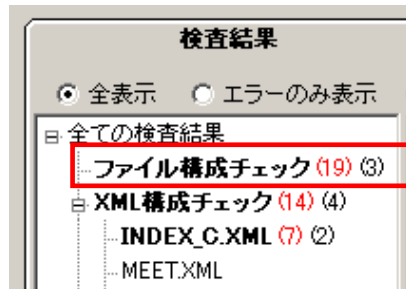 検査結果
全表示 エラーのみ表示
全ての検査結果
ファイル構成チェック (19) (3)
XML構成チェック (14) (4)
INDEX_C.XML (7) (2)
MEET.XML